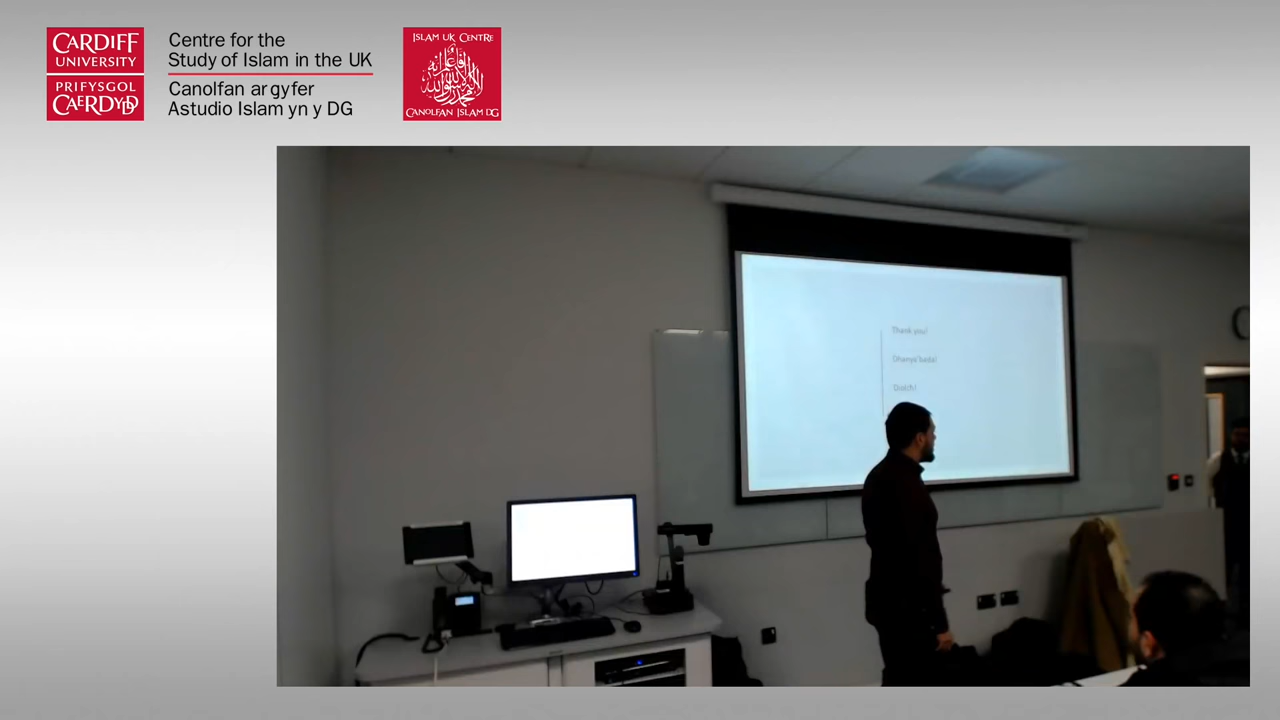 CARDIFF
UNIVERSITY
PRIFYSGOL
CAERDYDD
Centre for the
Study of Islam in the UK
Canolfan ar gyfer
Astudio Islam yn y DG
ISLAM UK CENTRE
CANOLFAN ISLAM DG
Thank you!
Diolch!